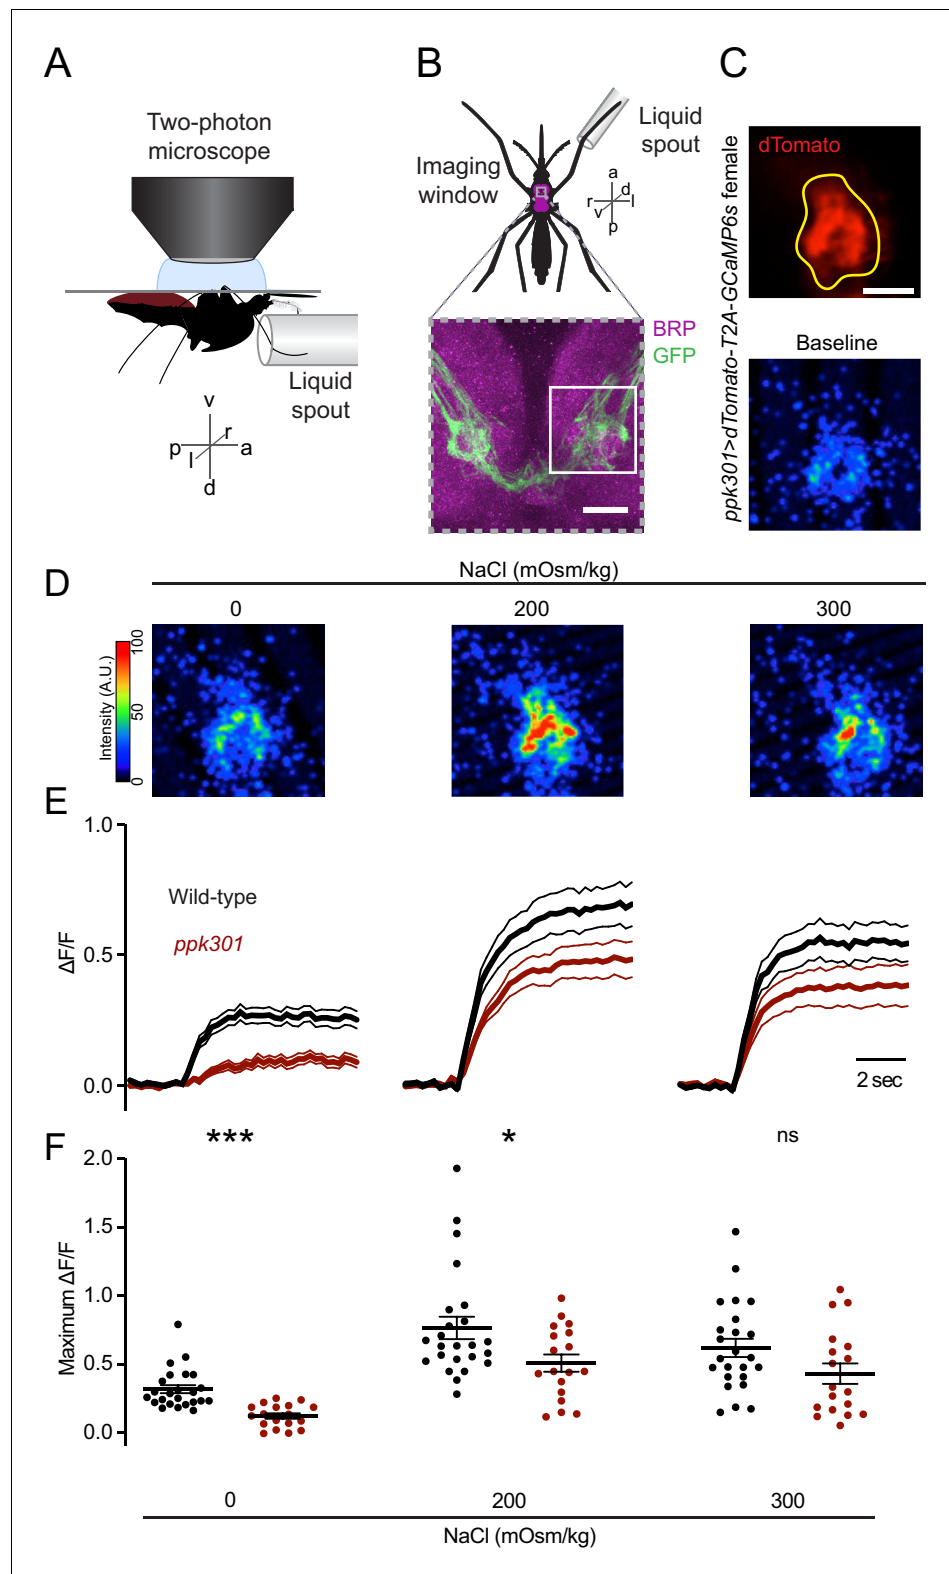 A
B
C
Two-photon
microscope
Liquid
spout
v
r
p
a
l
d
Liquid
spout
Imaging
window
a
d
r
l
v
p
BRP
GFP
dTomato
Baseline
ppk301>dTomato-T2A-GCaMP6s female
D
NaCl (mOsm/kg)
0
200
300
Intensity (A.U.)
100
50
0
E
1.0
0.5
0.0
ΔF/F
Wild-type
ppk301
2 sec
F
***
*
ns
2.0
1.5
1.0
0.5
0.0
Maximum ΔF/F
0
200
300
NaCl (mOsm/kg)